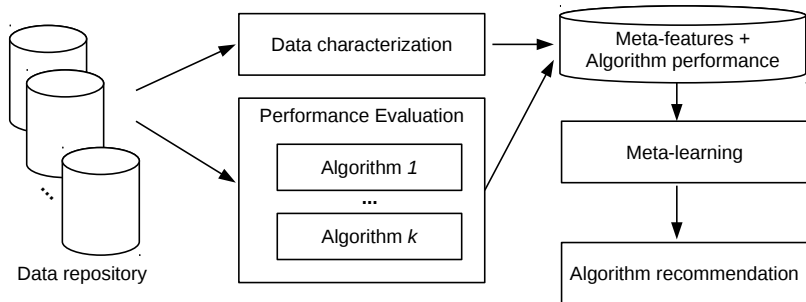 Data characterization
Meta-features +
Algorithm performance
Performance Evaluation
Algorithm 1
...
Algorithm k
Meta-learning
...
Data repository
Algorithm recommendation